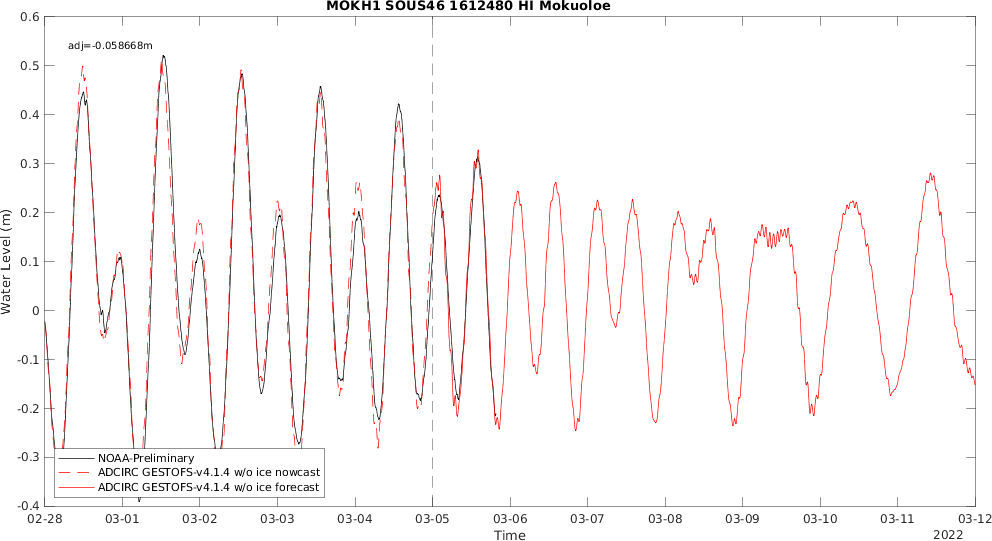 MOKH1 SOUS46 1612480 HI Mokuoloe
adj=-0.058668m
0.6
0.5
0.4
0.3
0.2
0.1
0
-0.1
-0.2
-0.3
-0.4
Water Level (m)
NOAA-Preliminary
ADCIRC GESTOFS-v4.1.4 w/o ice nowcast
ADCIRC GESTOFS-v4.1.4 w/o ice forecast
02-28 03-01 03-02 03-03 03-04 03-05 03-06 03-07 03-08 03-09 03-10 03-11 03-12
Time
2022